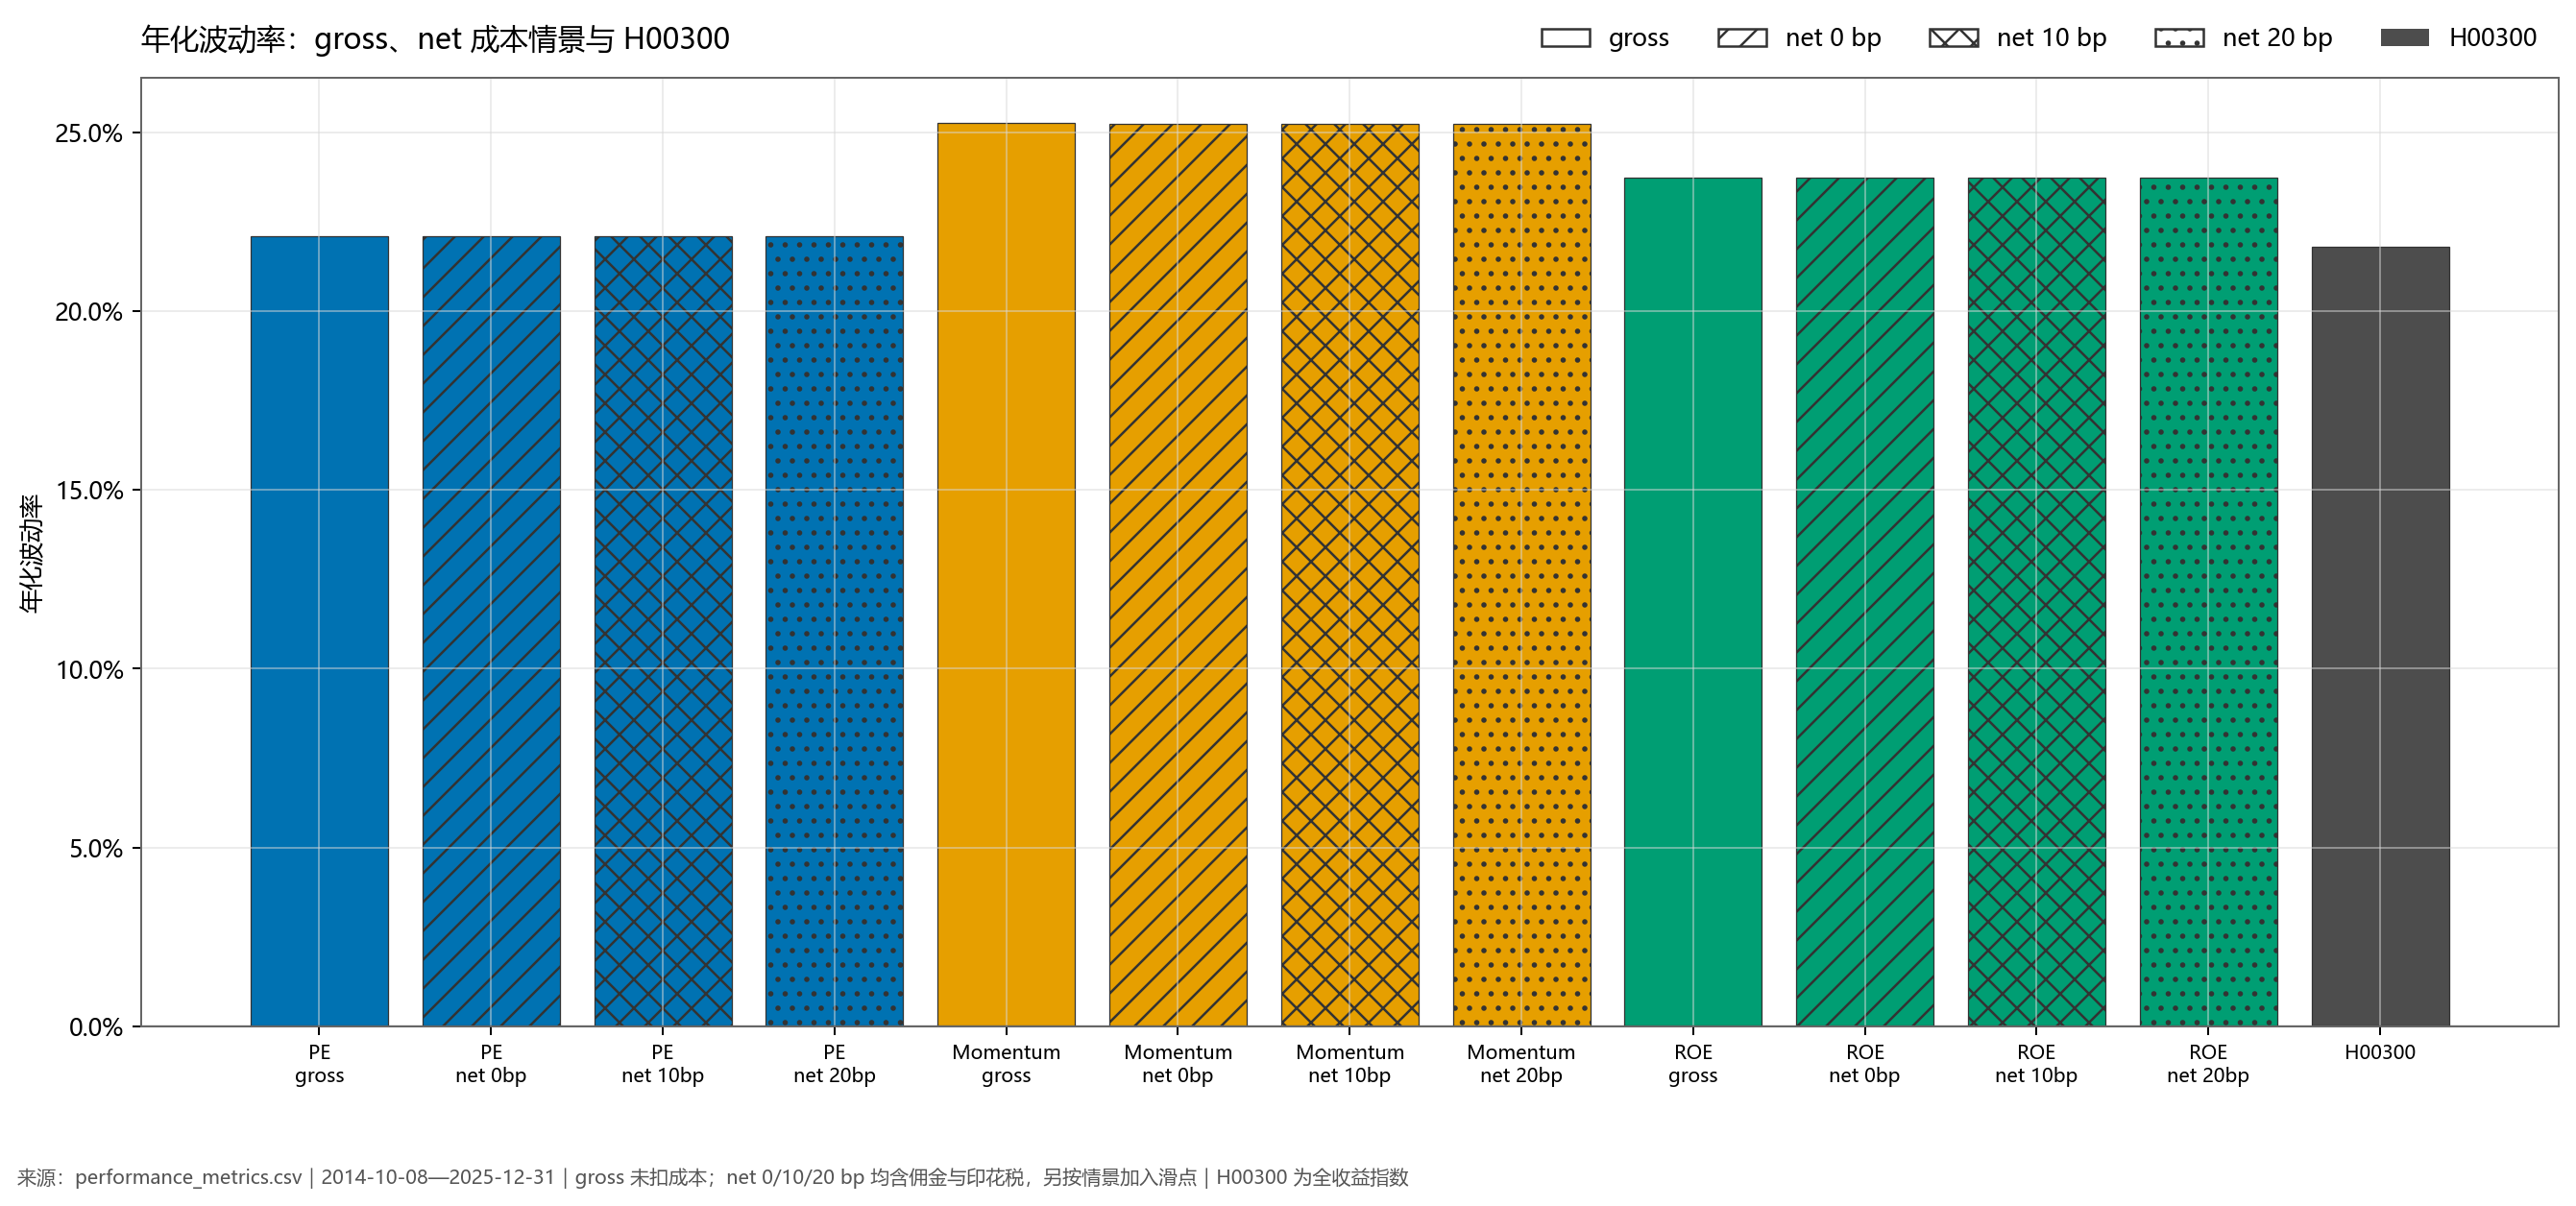 年化波动率：gross、net 成本情景与 H00300
gross
net 0 bp
net 10 bp
net 20 bp
H00300
年化波动率
25.0%
20.0%
15.0%
10.0%
5.0%
0.0%
PE
gross
PE
net 0bp
PE
net 10bp
PE
net 20bp
Momentum
gross
Momentum
net 0bp
Momentum
net 10bp
Momentum
net 20bp
ROE
gross
ROE
net 0bp
ROE
net 10bp
ROE
net 20bp
H00300
来源：performance_metrics.csv | 2014-10-08—2025-12-31 | gross 未扣成本；net 0/10/20 bp 均含佣金与印花税，另按情景加入滑点 | H00300 为全收益指数